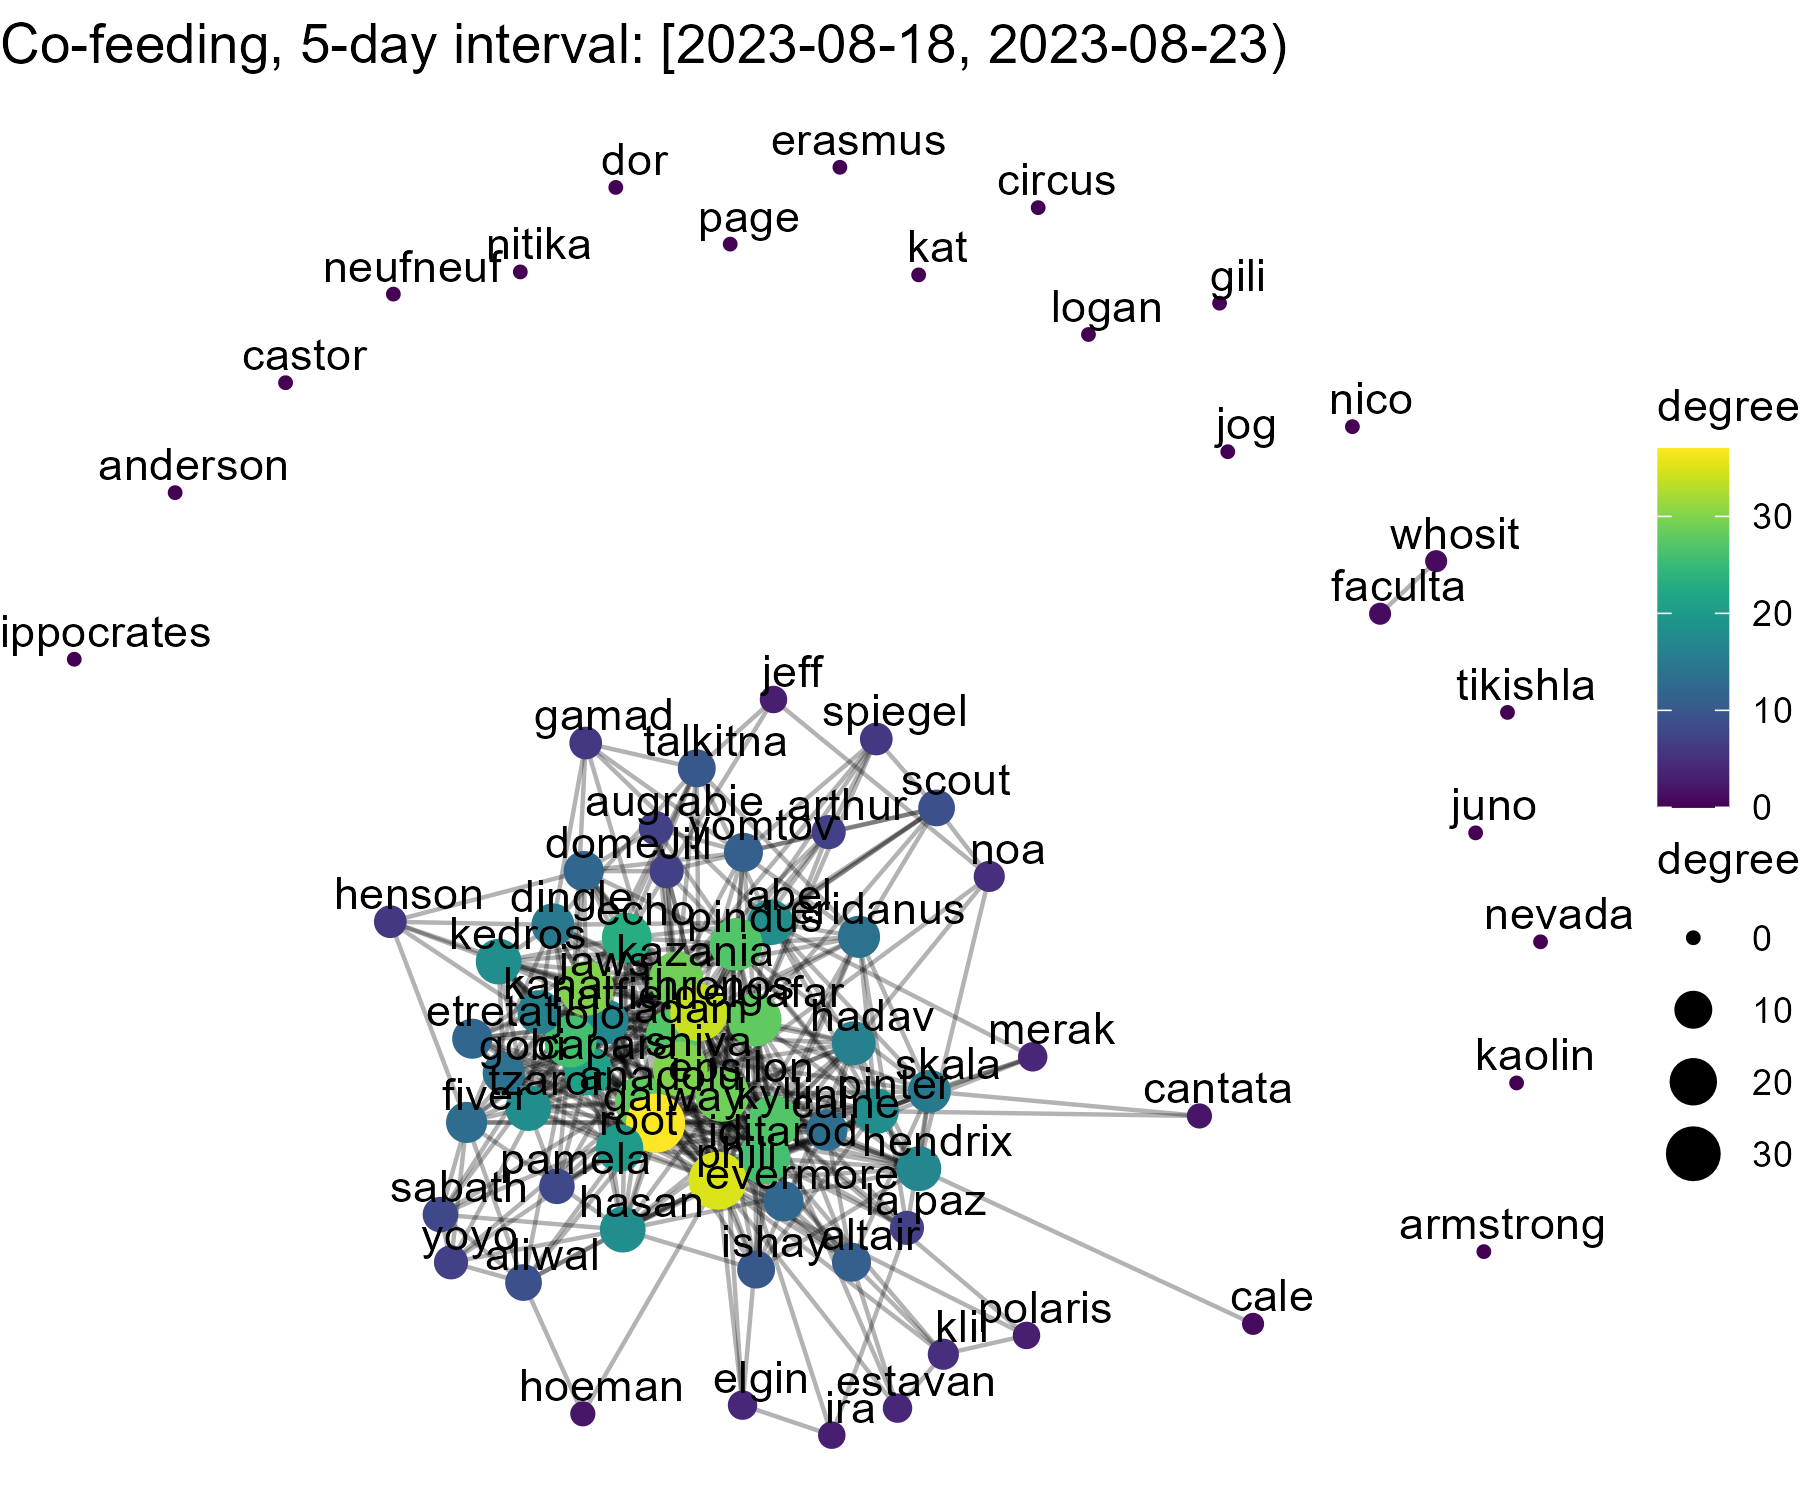 Co-feeding, 5-day interval: [2023-08-18, 2023-08-23)
erasmus
dor
circus
page
nitika
kat
neufneuf
gili
logan
castor
nico
degree
jog
anderson
30
whosit
faculta
20
ippocrates
jeff
tikishla
spiegel
gamad
10
talkitna
scout
augrabie
arthur
juno
0
yomtov
domeJill
noa
degree
henson
dingle
abel
echo
pindus
eridanus
nevada
0
kedros
kazania
jaws
thronos
etretat
jojo
adam
hadav
10
merak
shiva
gobi
kaolin
skala
epsilon
20
tzaror
pinter
cantata
fiver
galway
kyllini
caine
root
iditarod
hendrix
phill
30
pamela
evermore
sabath
hasan
la paz
armstrong
yoyo
ishay
altair
aliwal
cale
polaris
klil
elgin
hoeman
estavan
ira